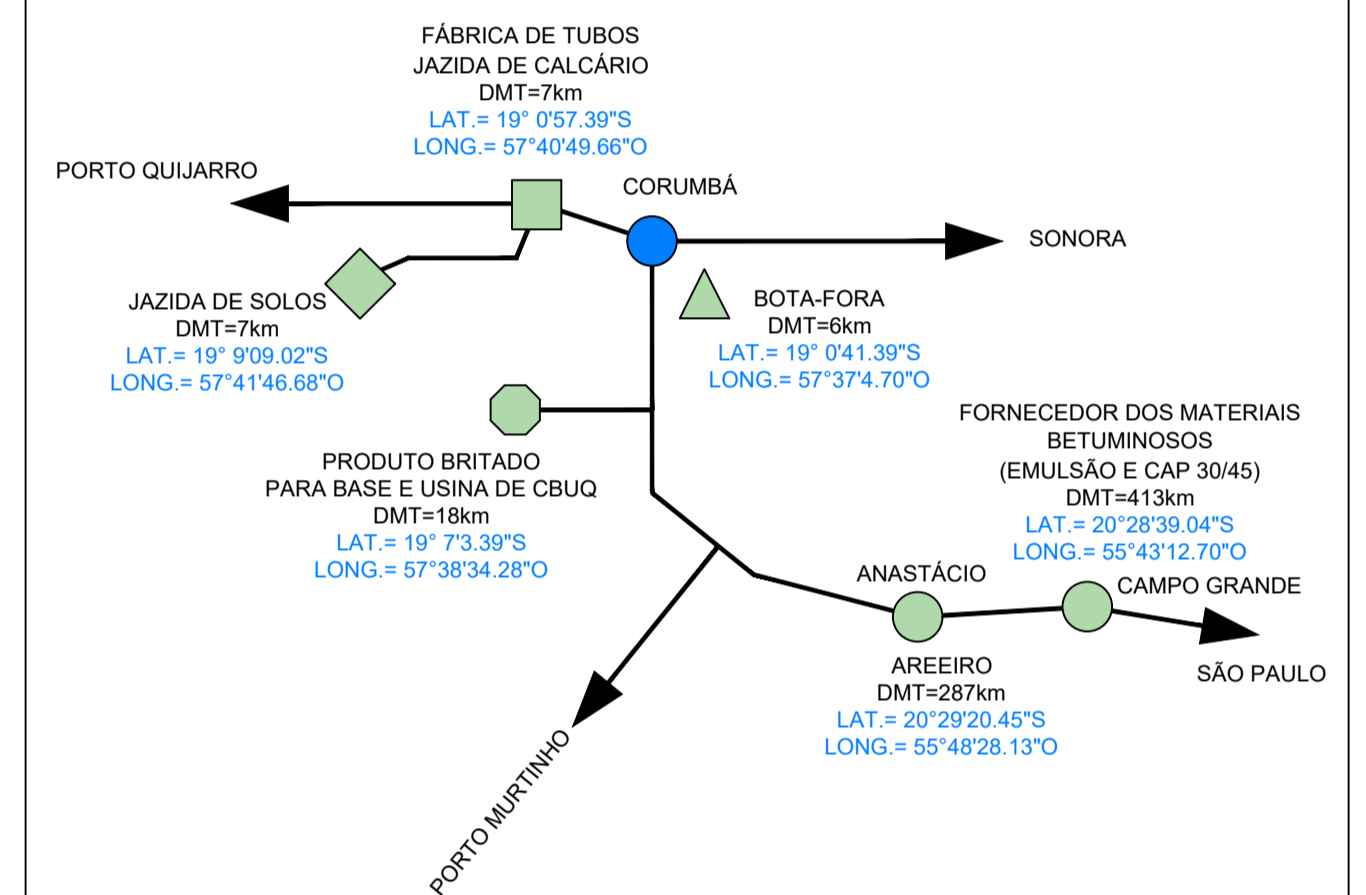 FÁBRICA DE TUBOS
JAZIDA DE CALCÁRIO
DMT=7km
LAT.= 19° 0'57.39"S
LONG.= 57°40'49.66"O
PORTO QUIJARRO
CORUMBÁ
SONORA
JAZIDA DE SOLOS
DMT=7km
LAT.= 19° 9'09.02"S
LONG.= 57°41'46.68"O
BOTA-FORA
DMT=6km
LAT.= 19° 0'41.39"S
LONG.= 57°37'4.70"O
PRODUTO BRITADO
PARA BASE E USINA DE CBUQ
DMT=18km
LAT.= 19° 7'3.39"S
LONG.= 57°38'34.28"O
FORNECEDOR DOS MATERIAIS
BETUMINOSOS
(EMULSÃO E CAP 30/45)
DMT=413km
LAT.= 20°28'39.04"S
LONG.= 55°43'12.70"O
ANASTÁCIO
CAMPO GRANDE
AREEIRO
DMT=287km
LAT.= 20°29'20.45"S
LONG.= 55°48'28.13"O
SÃO PAULO
PORTO MURTINHO